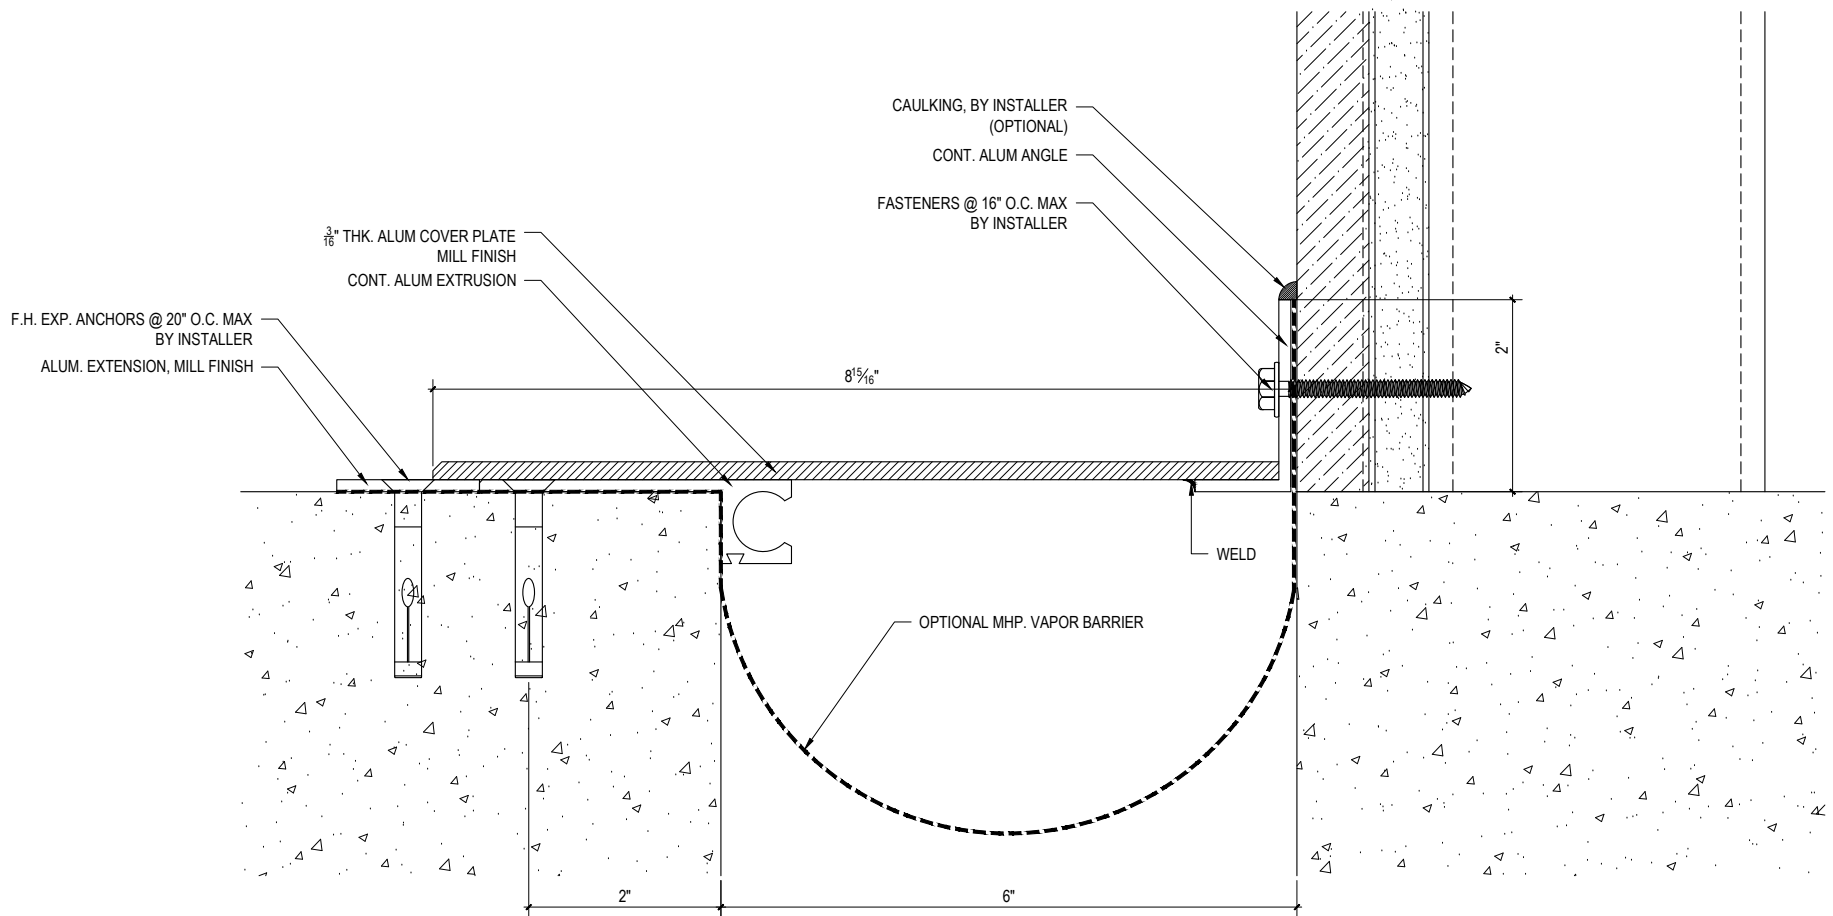 CAULKING, BY INSTALLER
(OPTIONAL)
CONT. ALUM ANGLE
FASTENERS @ 16" O.C. MAX
BY INSTALLER
3/16" THK. ALUM COVER PLATE
MILL FINISH
CONT. ALUM EXTRUSION
F.H. EXP. ANCHORS @ 20" O.C. MAX
BY INSTALLER
ALUM. EXTENSION, MILL FINISH
8 15/16"
2"
WELD
OPTIONAL MHP. VAPOR BARRIER
2"
6"